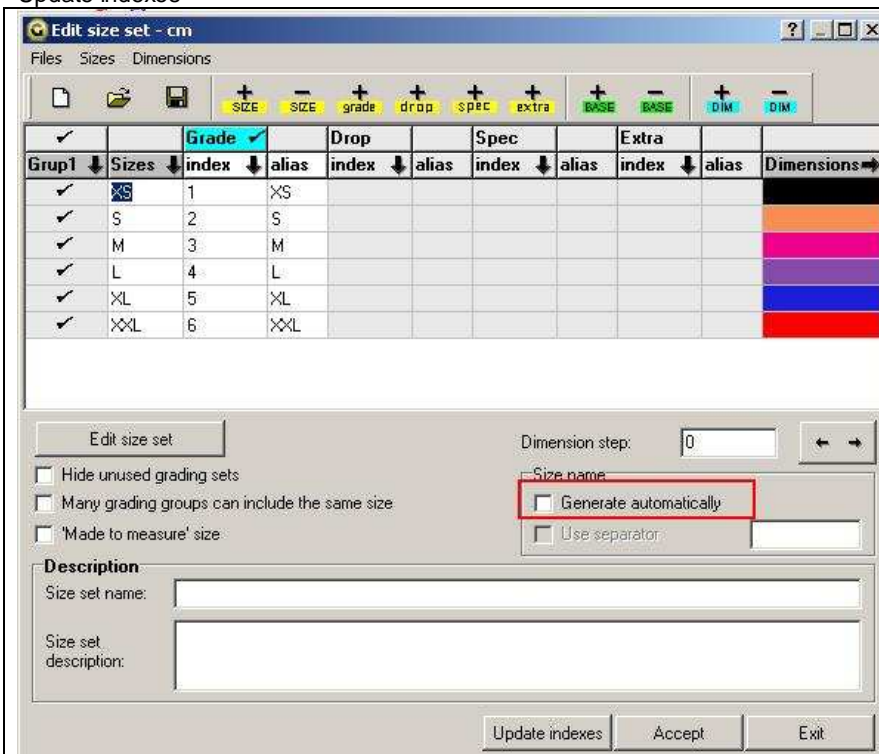 Update indexes
Edit size set - cm
Files Sizes Dimensions
+ SIZE - SIZE + grade + drop + spec + extra + BASE - BASE + DIM - DIM
✓ Grade ✓ Drop Spec Extra
Grup1 Sizes index alias index alias index alias index alias Dimensions
✓ XS 1 XS
✓ S 2 S
✓ M 3 M
✓ L 4 L
✓ XL 5 XL
✓ XXL 6 XXL
Edit size set
Dimension step: 0
Hide unused grading sets
Size name
Many grading groups can include the same size
Generate automatically
'Made to measure' size
Use separator
Description
Size set name:
Size set
description:
Update indexes Accept Exit